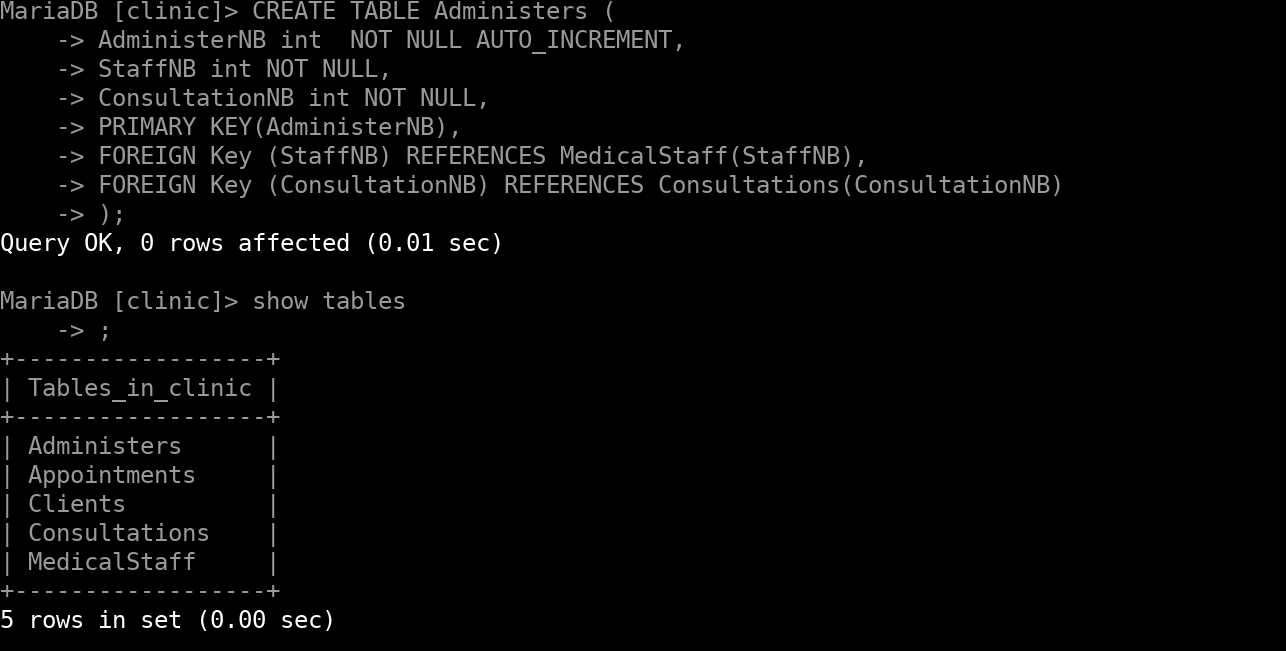 MariaDB [clinic]> CREATE TABLE Administers (
    -> AdministerNB int  NOT NULL AUTO_INCREMENT,
    -> StaffNB int NOT NULL,
    -> ConsultationNB int NOT NULL,
    -> PRIMARY KEY(AdministerNB),
    -> FOREIGN Key (StaffNB) REFERENCES MedicalStaff(StaffNB),
    -> FOREIGN Key (ConsultationNB) REFERENCES Consultations(ConsultationNB)
    -> );
Query OK, 0 rows affected (0.01 sec)

MariaDB [clinic]> show tables
    -> ;
+------------------+
| Tables_in_clinic |
+------------------+
| Administers      |
| Appointments     |
| Clients          |
| Consultations    |
| MedicalStaff     |
+------------------+
5 rows in set (0.00 sec)